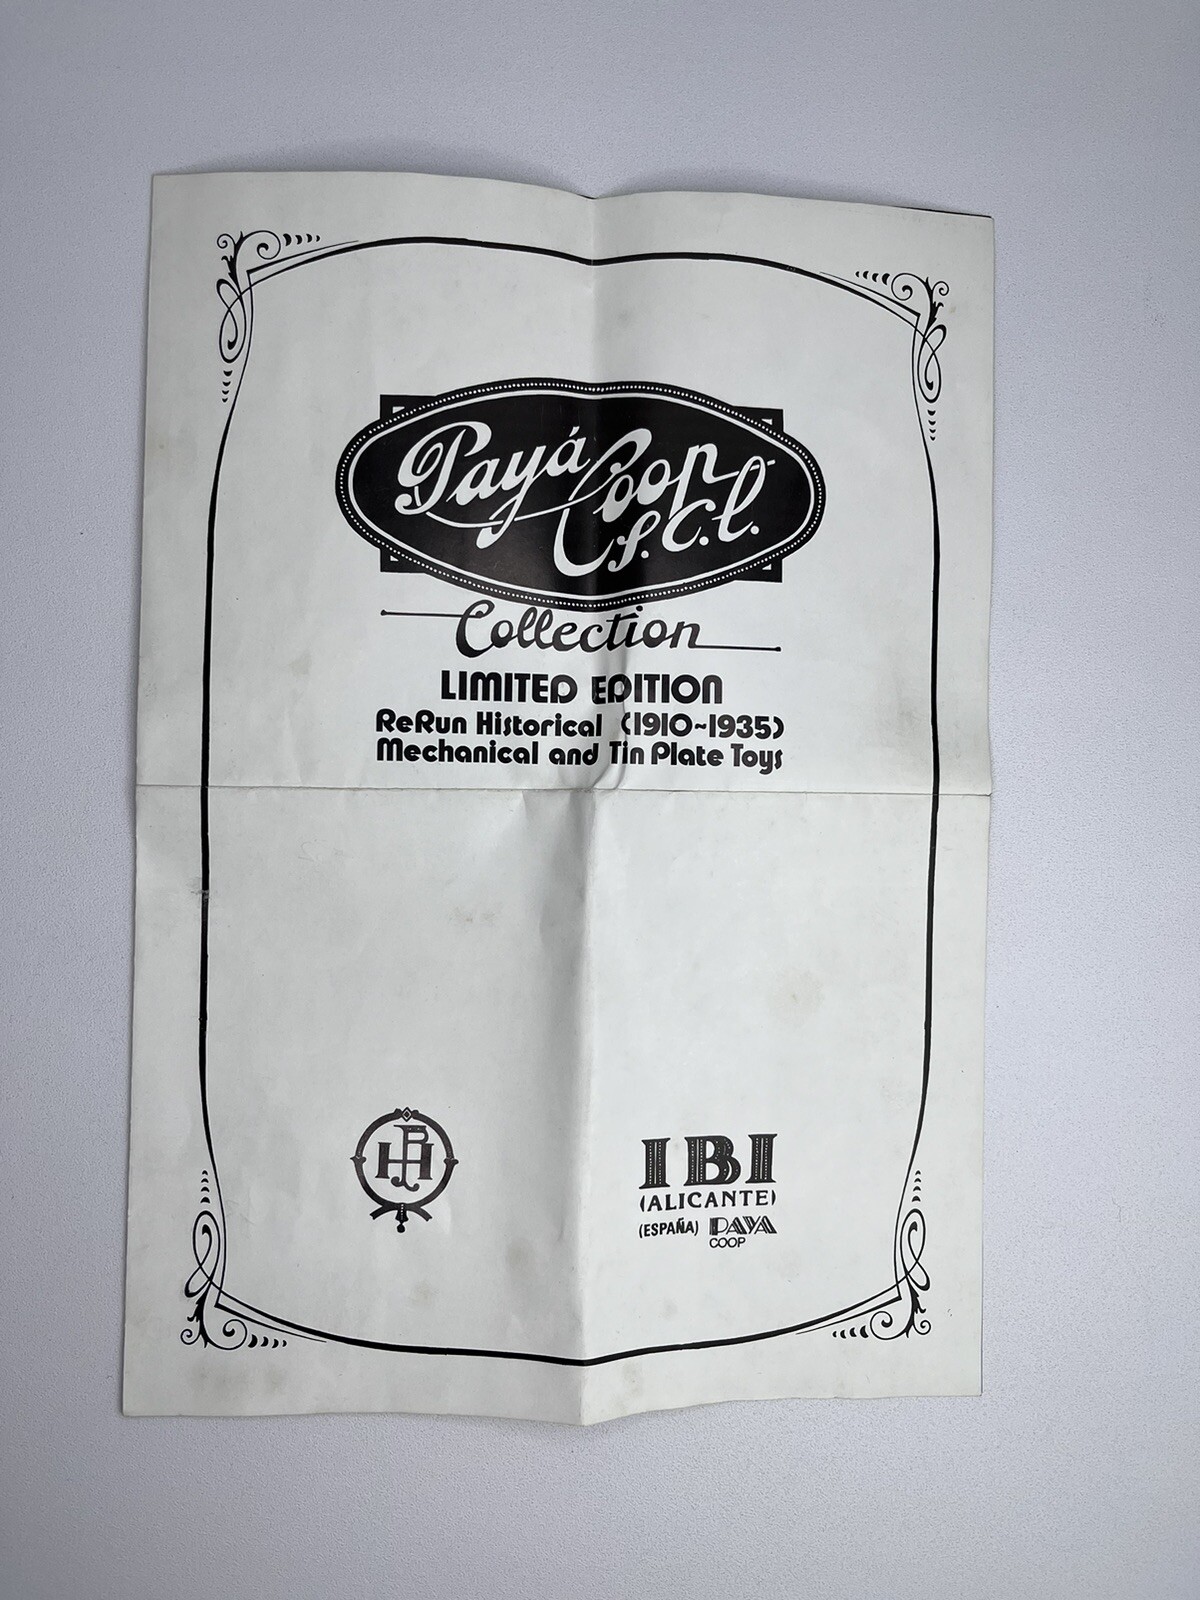 Payá Coop
S.C.L.
Collection
LIMITED EDITION
ReRun Historical (1910~1935)
Mechanical and Tin Plate Toys
IBI
(ALICANTE)
(ESPAÑA) PAYA
COOP